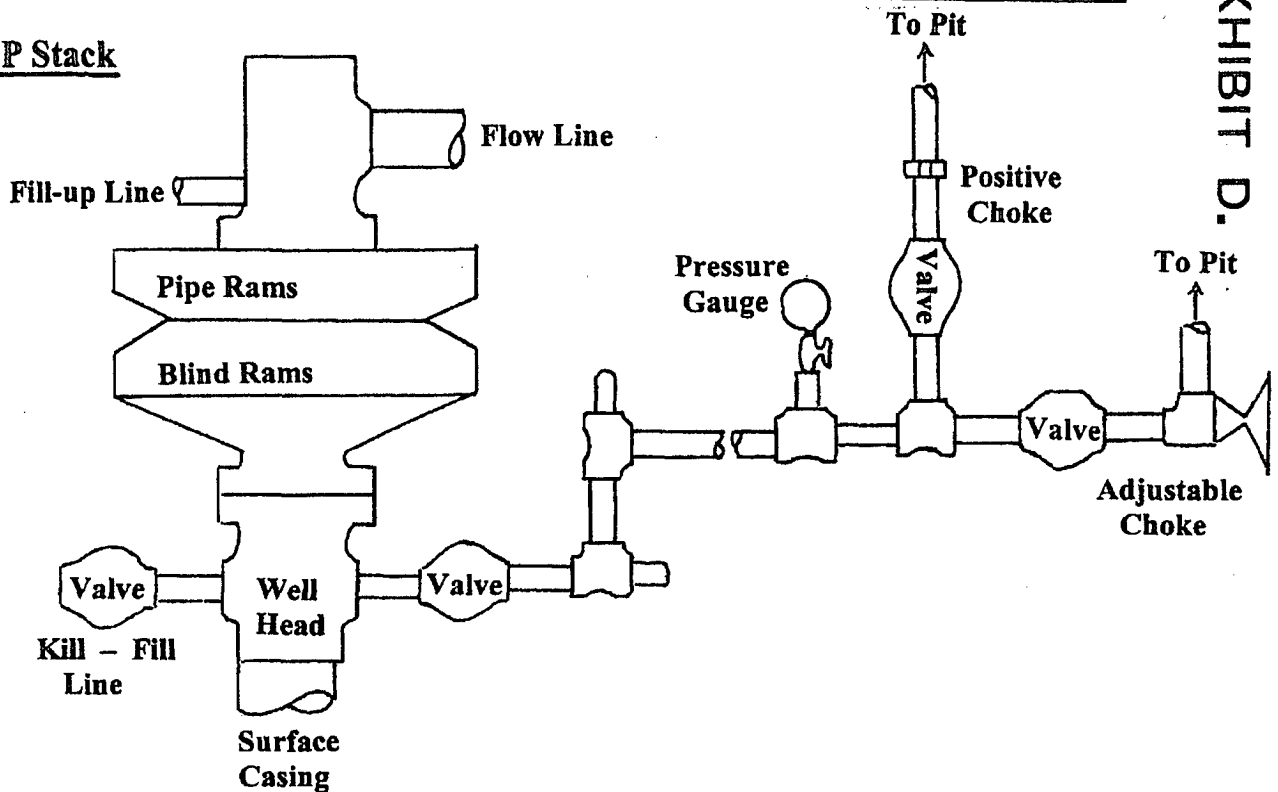 P Stack
To Pit
KHIBIT D.
Flow Line
Fill-up Line
Positive
Choke
Pipe Rams
Pressure
Gauge
Valve
To Pit
Blind Rams
Valve
Adjustable
Choke
Valve
Well
Head
Valve
Kill – Fill
Line
Surface
Casing